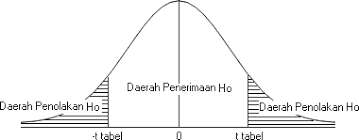 Daerah Penerimaan Ho
Daerah Penolakan Ho
Daerah Penolakan Ho
-t tabel
0
t tabel